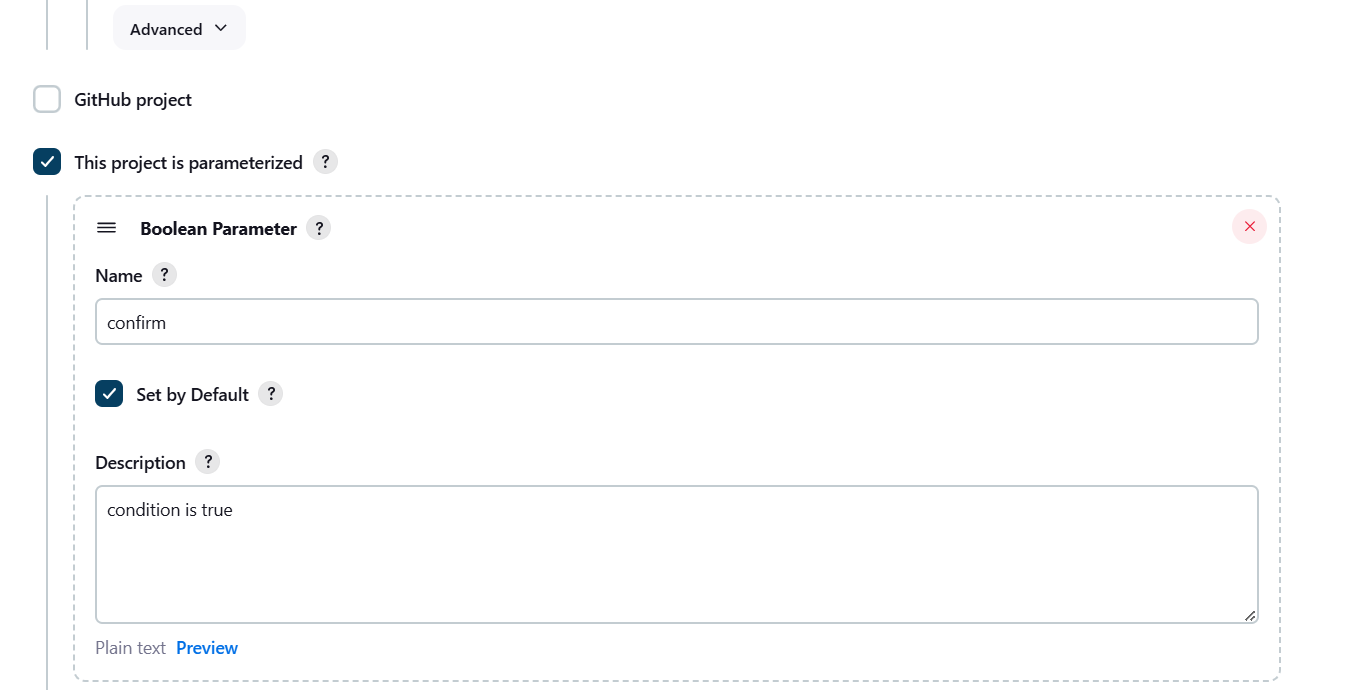 Advanced
GitHub project
This project is parameterized ?
Boolean Parameter ?
Name ?
confirm
Set by Default ?
Description ?
condition is true
Plain text Preview